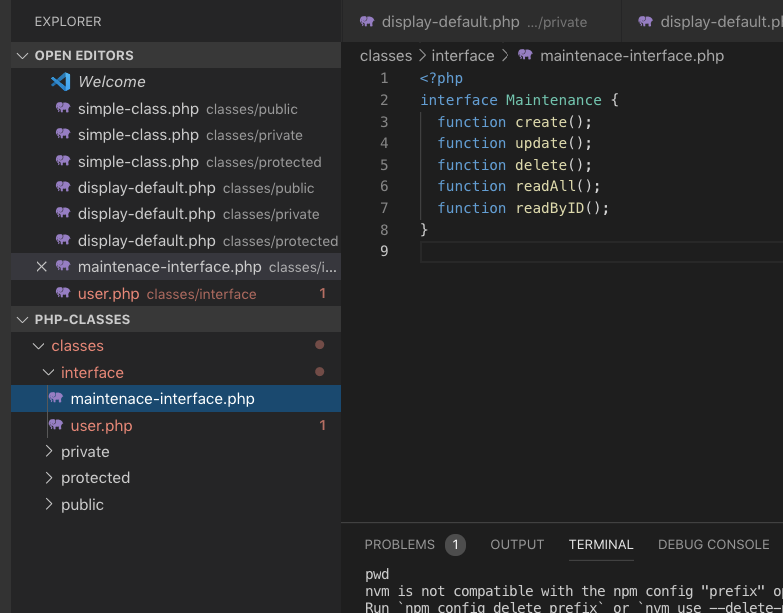 EXPLORER
OPEN EDITORS
Welcome
simple-class.php classes/public
simple-class.php classes/private
simple-class.php classes/protected
display-default.php classes/public
display-default.php classes/private
display-default.php classes/protected
maintenace-interface.php classes/i...
user.php classes/interface 1
PHP-CLASSES
classes
interface
maintenace-interface.php
user.php 1
private
protected
public
display-default.php .../private
display-default.p
classes > interface > maintenace-interface.php
1 <?php
2 interface Maintenance {
3 function create();
4 function update();
5 function delete();
6 function readAll();
7 function readByID();
8 }
9
PROBLEMS 1 OUTPUT TERMINAL DEBUG CONSOLE
pwd
nvm is not compatible with the npm config "prefix" o
Run `npm config delete prefix` or `nvm use --delete-